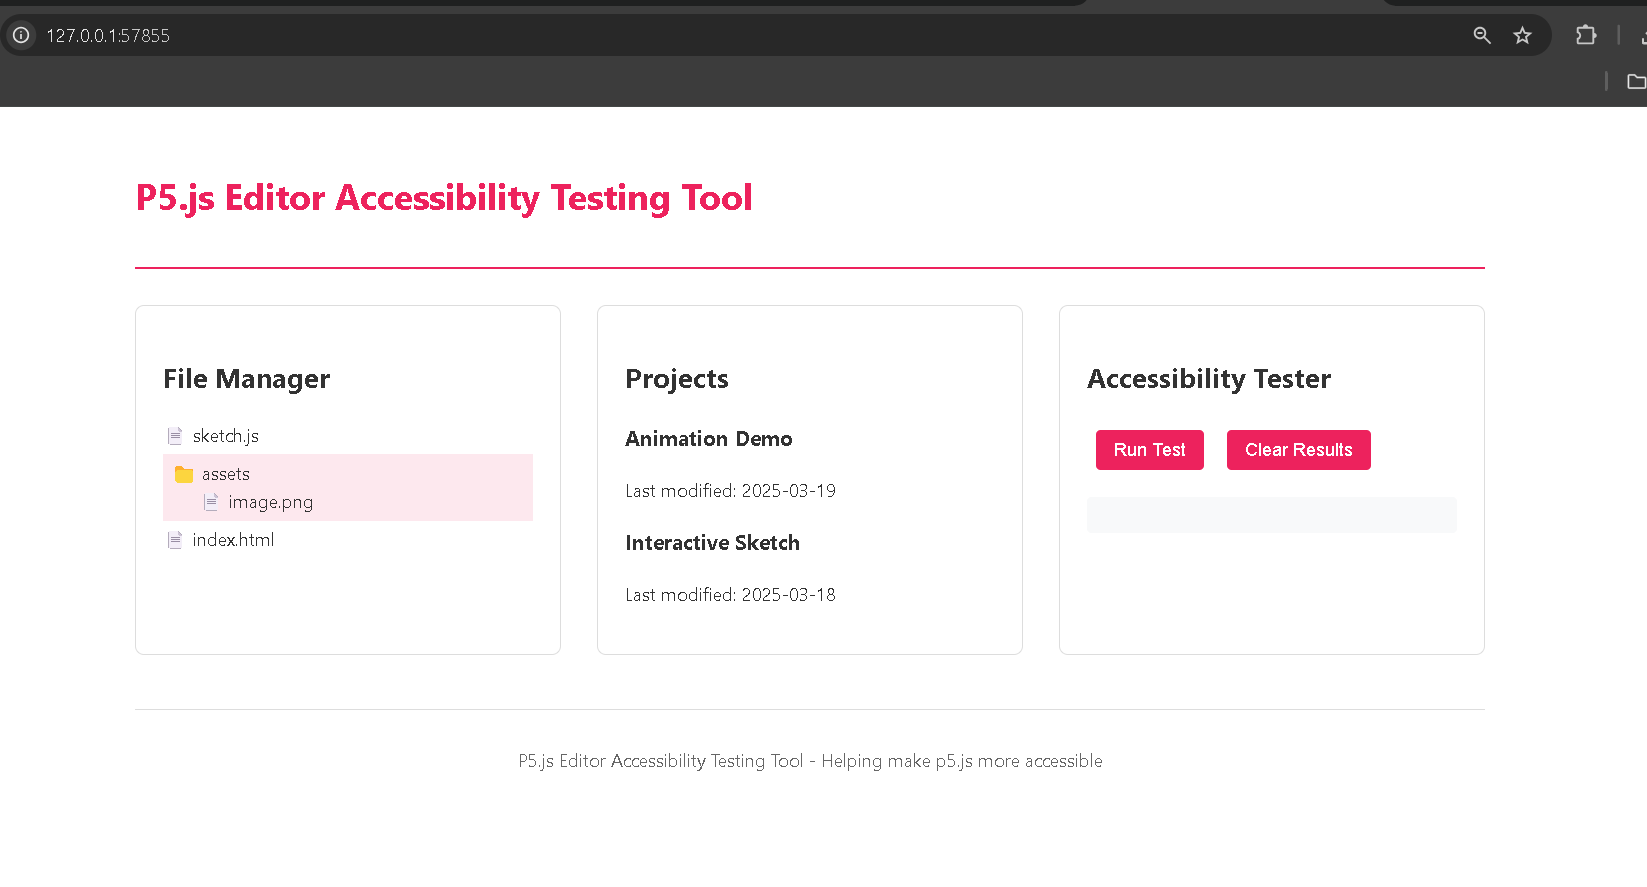 127.0.0.1:57855
P5.js Editor Accessibility Testing Tool
File Manager
sketch.js
assets
image.png
index.html
Projects
Animation Demo
Last modified: 2025-03-19
Interactive Sketch
Last modified: 2025-03-18
Accessibility Tester
Run Test
Clear Results
P5.js Editor Accessibility Testing Tool - Helping make p5.js more accessible